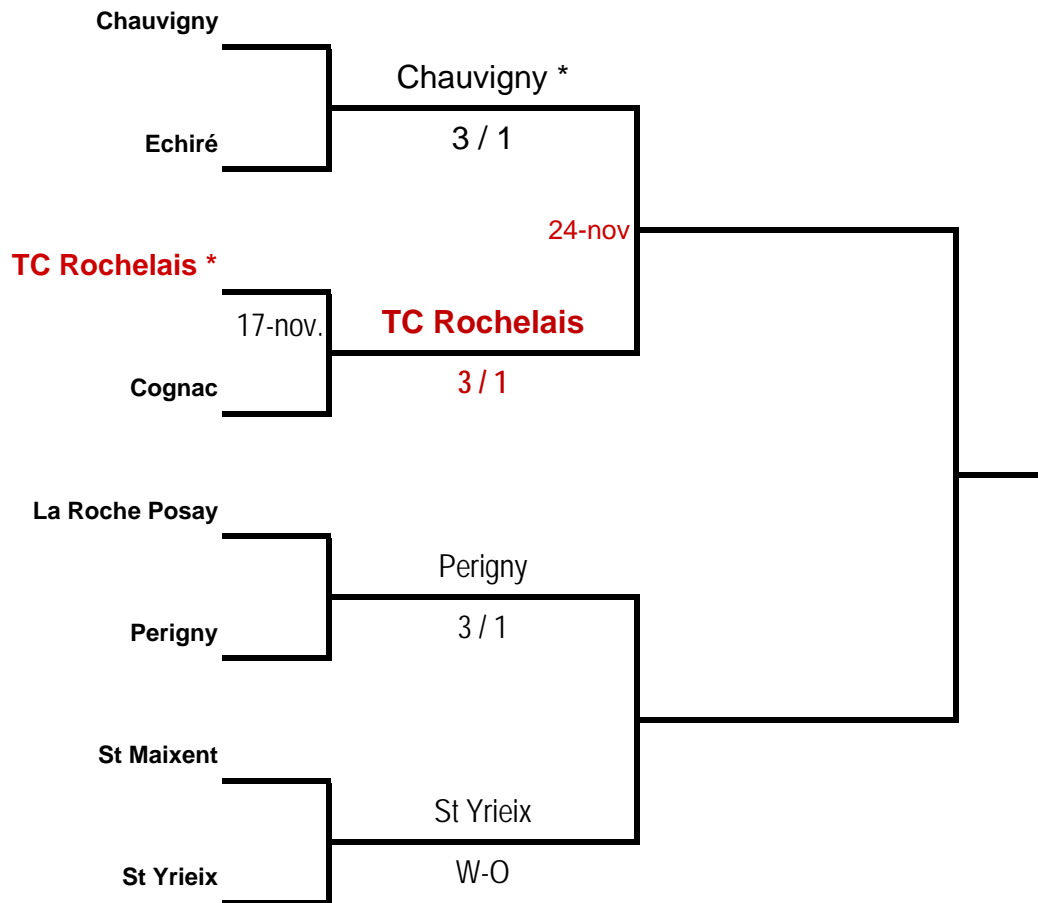 Chauvigny
Chauvigny *
3 / 1
Echiré
24-nov
TC Rochelais *
17-nov.
TC Rochelais
3 / 1
Cognac
La Roche Posay
Perigny
3 / 1
Perigny
St Maixent
St Yrieix
W-O
St Yrieix